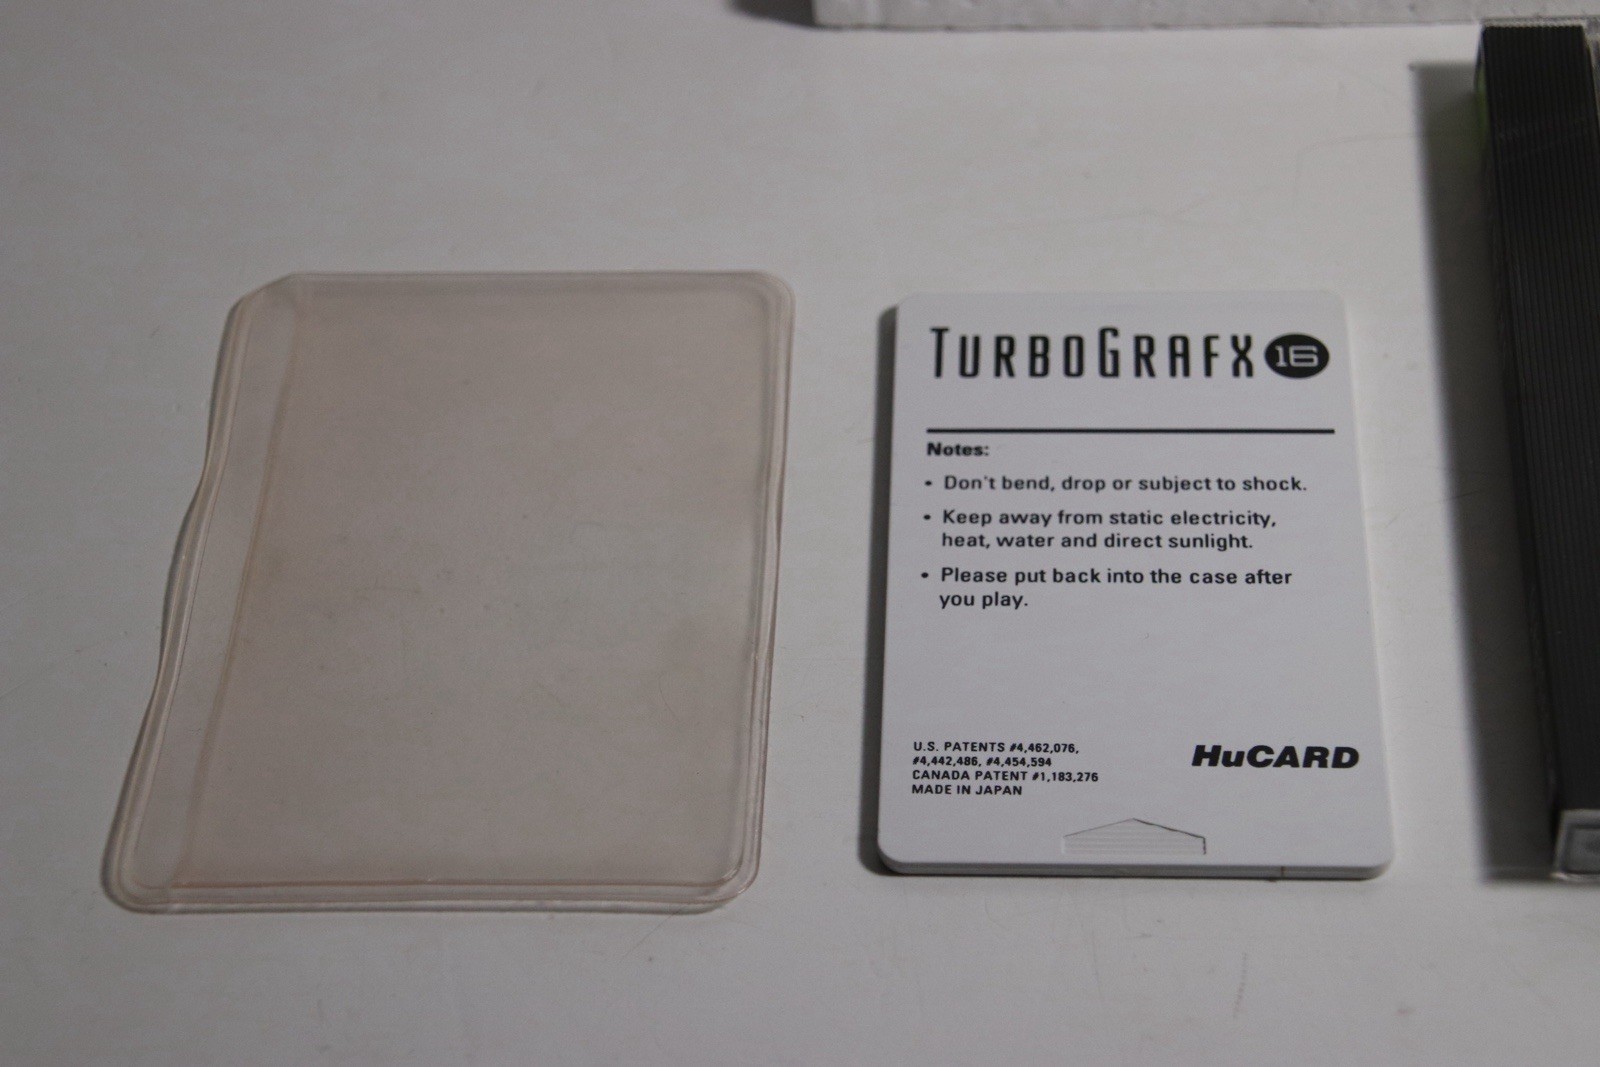 TURBOGRAFX 16
Notes:
• Don't bend, drop or subject to shock.
• Keep away from static electricity,
heat, water and direct sunlight.
• Please put back into the case after
you play.
U.S. PATENTS #4,462,076,
#4,442,486, #4,454,594
CANADA PATENT #1,183,276
MADE IN JAPAN
HuCARD